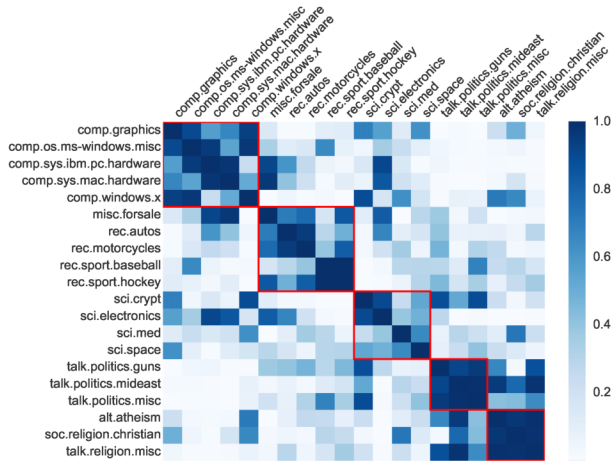 comp.graphics
comp.os.ms-windows.misc
comp.sys.ibm.pc.hardware
comp.sys.mac.hardware
comp.windows.x
misc.forsale
rec.autos
rec.motorcycles
rec.sport.baseball
rec.sport.hockey
sci.crypt
sci.electronics
sci.med
sci.space
talk.politics.guns
talk.politics.mideast
talk.politics.misc
alt.atheism
soc.religion.christian
talk.religion.misc
comp.graphics
comp.os.ms-windows.misc
comp.sys.ibm.pc.hardware
comp.sys.mac.hardware
comp.windows.x
misc.forsale
rec.autos
rec.motorcycles
rec.sport.baseball
rec.sport.hockey
sci.crypt
sci.electronics
sci.med
sci.space
talk.politics.guns
talk.politics.mideast
talk.politics.misc
alt.atheism
soc.religion.christian
talk.religion.misc
1.0
0.8
0.6
0.4
0.2